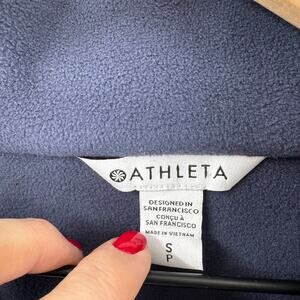 ATHLETA
DESIGNED IN
SAN FRANCISCO
CONÇU À
SAN FRANCISCO
MADE IN VIETNAM
S
P